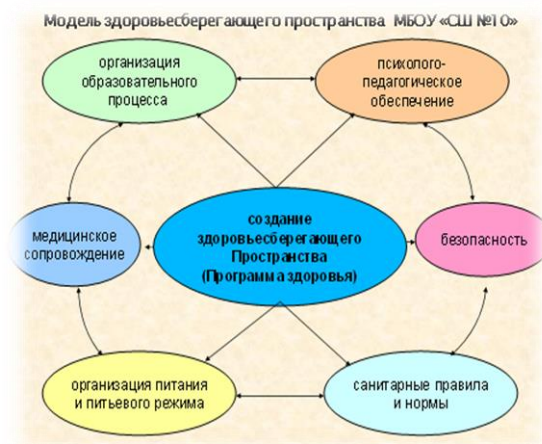 Модель здоровьесберегающего пространства МБОУ «СШ №10»
организация
образовательного
процесса
психолого-
педагогическое
обеспечение
медицинское
сопровождение
создание
здоровьесберегающего
Пространства
(Программа здоровья)
безопасность
организация питания
и питьевого режима
санитарные правила
и нормы